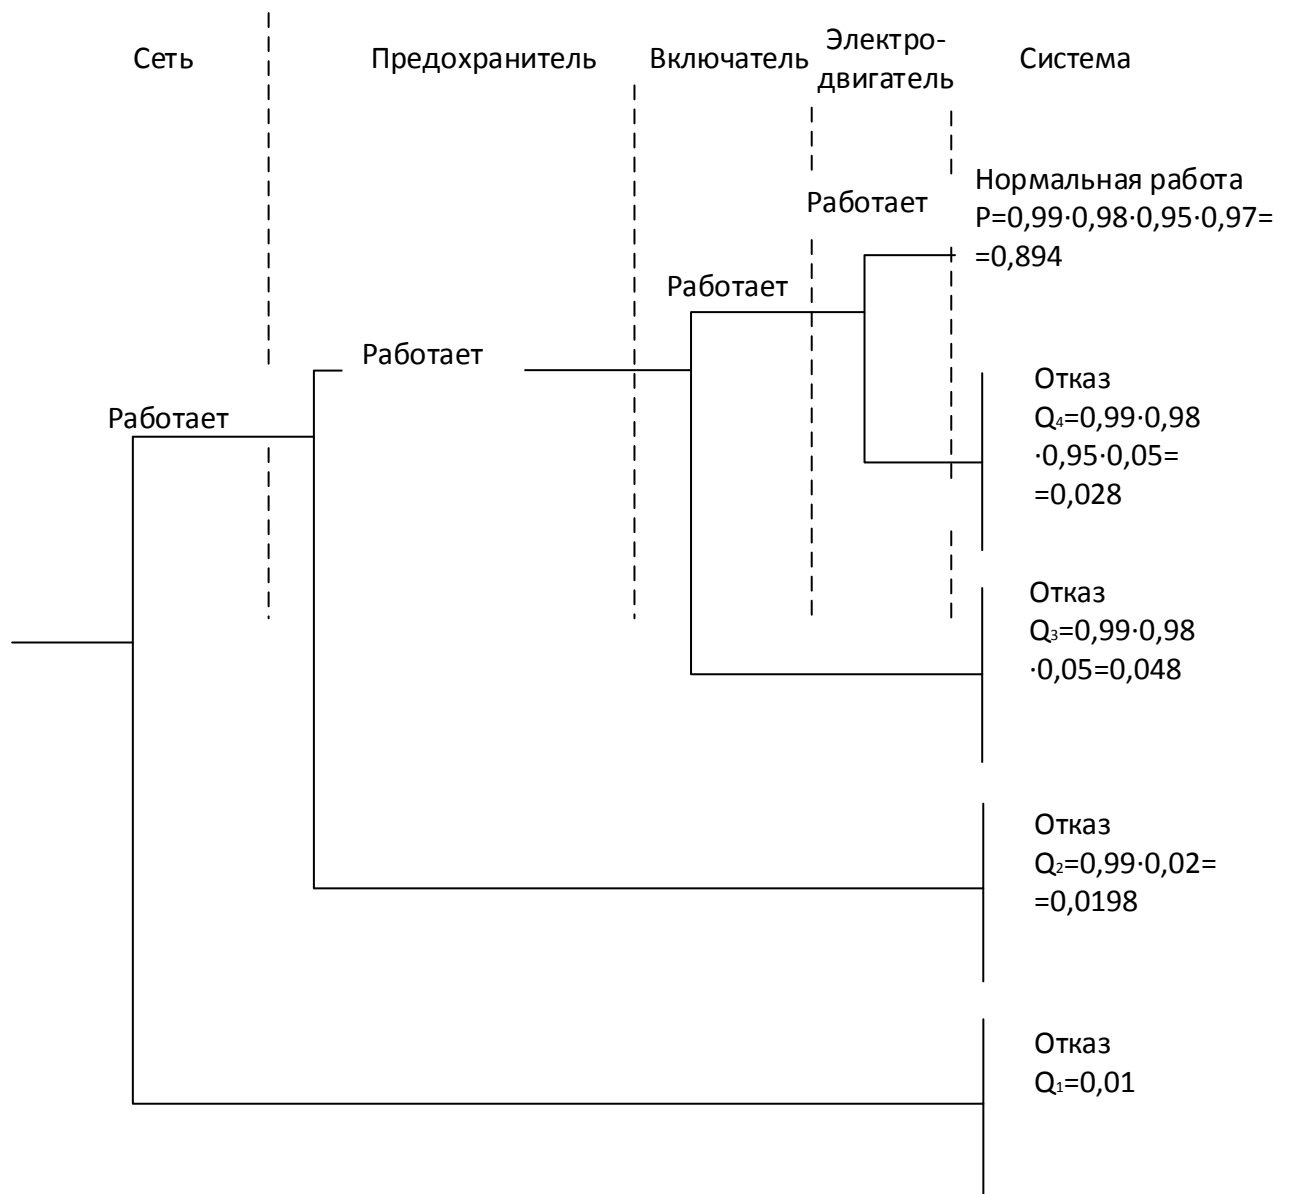 Сеть
Предохранитель
Включатель
Электро-
двигатель
Система
Работает
Нормальная работа
P=0,99·0,98·0,95·0,97=
=0,894
Работает
Работает
Отказ
Q₄=0,99·0,98
·0,95·0,05=
=0,028
Работает
Отказ
Q₃=0,99·0,98
·0,05=0,048
Отказ
Q₂=0,99·0,02=
=0,0198
Отказ
Q₁=0,01